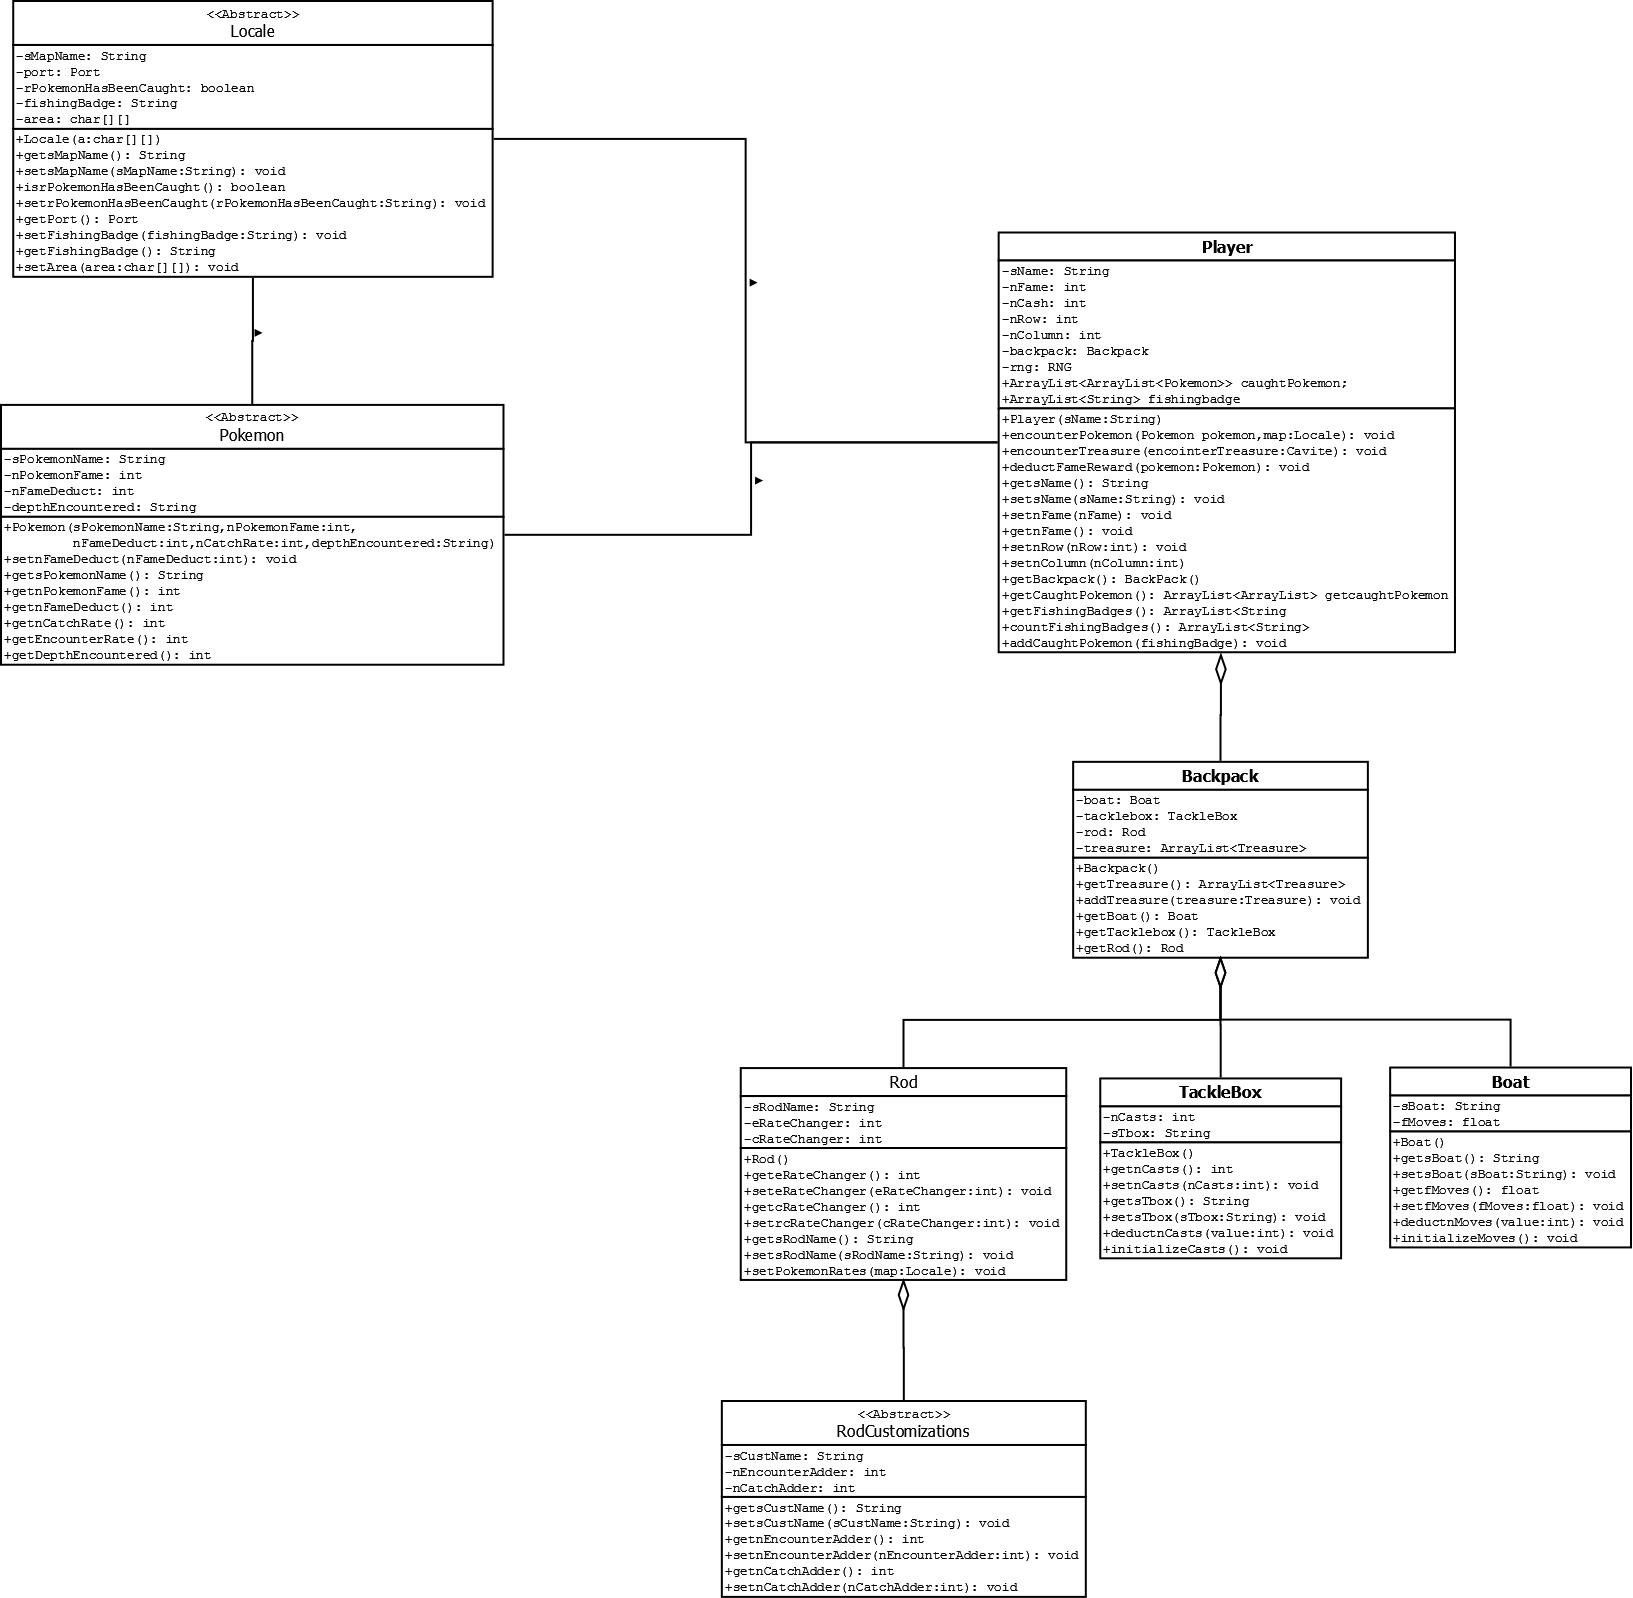 <<Abstract>>
Locale
-sMapName: String
-port: Port
-rPokemonHasBeenCaught: boolean
-fishingBadge: String
-area: char[][]
+Locale(a:char[][])
+getsMapName(): String
+setsMapName(sMapName:String): void
+isrPokemonHasBeenCaught(): boolean
+setrPokemonHasBeenCaught(rPokemonHasBeenCaught:String): void
+getPort(): Port
+setFishingBadge(fishingBadge:String): void
+getFishingBadge(): String
+setArea(area:char[][]): void
<<Abstract>>
Pokemon
-sPokemonName: String
-nPokemonFame: int
-nFameDeduct: int
-depthEncountered: String
+Pokemon(sPokemonName:String,nPokemonFame:int,
nFameDeduct:int,nCatchRate:int,depthEncountered:String)
+setnFameDeduct(nFameDeduct:int): void
+getsPokemonName(): String
+getnPokemonFame(): int
+getnFameDeduct(): int
+getnCatchRate(): int
+getEncounterRate(): int
+getDepthEncountered(): int
Player
-sName: String
-nFame: int
-nCash: int
-nRow: int
-nColumn: int
-backpack: Backpack
-rng: RNG
+ArrayList<ArrayList<Pokemon>> caughtPokemon;
+ArrayList<String> fishingbadge
+Player(sName:String)
+encounterPokemon(Pokemon pokemon,map:Locale): void
+encounterTreasure(encointerTreasure:Cavite): void
+deductFameReward(pokemon:Pokemon): void
+getsName(): String
+setsName(sName:String): void
+setnFame(nFame): void
+getnFame(): void
+setnRow(nRow:int): void
+setnColumn(nColumn:int)
+getBackpack(): BackPack()
+getCaughtPokemon(): ArrayList<ArrayList> getcaughtPokemon
+getFishingBadges(): ArrayList<String
+countFishingBadges(): ArrayList<String>
+addCaughtPokemon(fishingBadge): void
Backpack
-boat: Boat
-tacklebox: TackleBox
-rod: Rod
-treasure: ArrayList<Treasure>
+Backpack()
+getTreasure(): ArrayList<Treasure>
+addTreasure(treasure:Treasure): void
+getBoat(): Boat
+getTacklebox(): TackleBox
+getRod(): Rod
Rod
-sRodName: String
-eRateChanger: int
-cRateChanger: int
+Rod()
+geteRateChanger(): int
+seteRateChanger(eRateChanger:int): void
+getcRateChanger(): int
+setrcRateChanger(cRateChanger:int): void
+getsRodName(): String
+setsRodName(sRodName:String): void
+setPokemonRates(map:Locale): void
TackleBox
-nCasts: int
-sTbox: String
+TackleBox()
+getnCasts(): int
+setnCasts(nCasts:int): void
+getsTbox(): String
+setsTbox(sTbox:String): void
+deductnCasts(value:int): void
+initializeCasts(): void
Boat
-sBoat: String
-fMoves: float
+Boat()
+getsBoat(): String
+setsBoat(sBoat:String): void
+getfMoves(): float
+setfMoves(fMoves:float): void
+deductnMoves(value:int): void
+initializeMoves(): void
<<Abstract>>
RodCustomizations
-sCustName: String
-nEncounterAdder: int
-nCatchAdder: int
+getsCustName(): String
+setsCustName(sCustName:String): void
+getnEncounterAdder(): int
+setnEncounterAdder(nEncounterAdder:int): void
+getnCatchAdder(): int
+setnCatchAdder(nCatchAdder:int): void